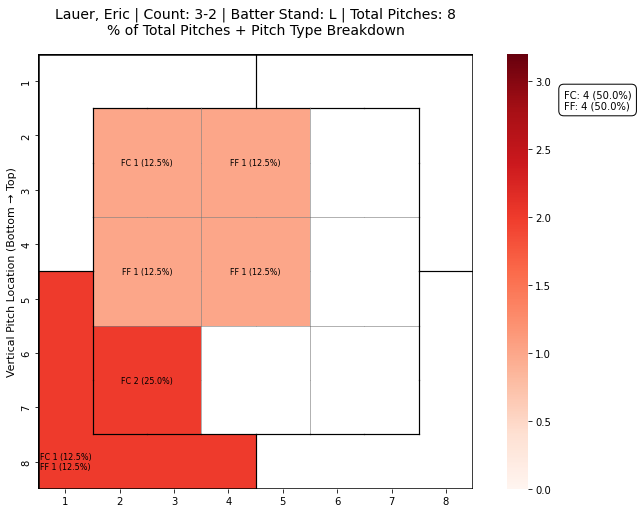 Lauer, Eric | Count: 3-2 | Batter Stand: L | Total Pitches: 8
% of Total Pitches + Pitch Type Breakdown
FC: 4 (50.0%)
FF: 4 (50.0%)
Vertical Pitch Location (Bottom → Top)
1
2
3
4
5
6
7
8
FC 1 (12.5%)
FF 1 (12.5%)
FF 1 (12.5%)
FF 1 (12.5%)
FC 2 (25.0%)
FC 1 (12.5%)
FF 1 (12.5%)
1
2
3
4
5
6
7
8
3.0
2.5
2.0
1.5
1.0
0.5
0.0